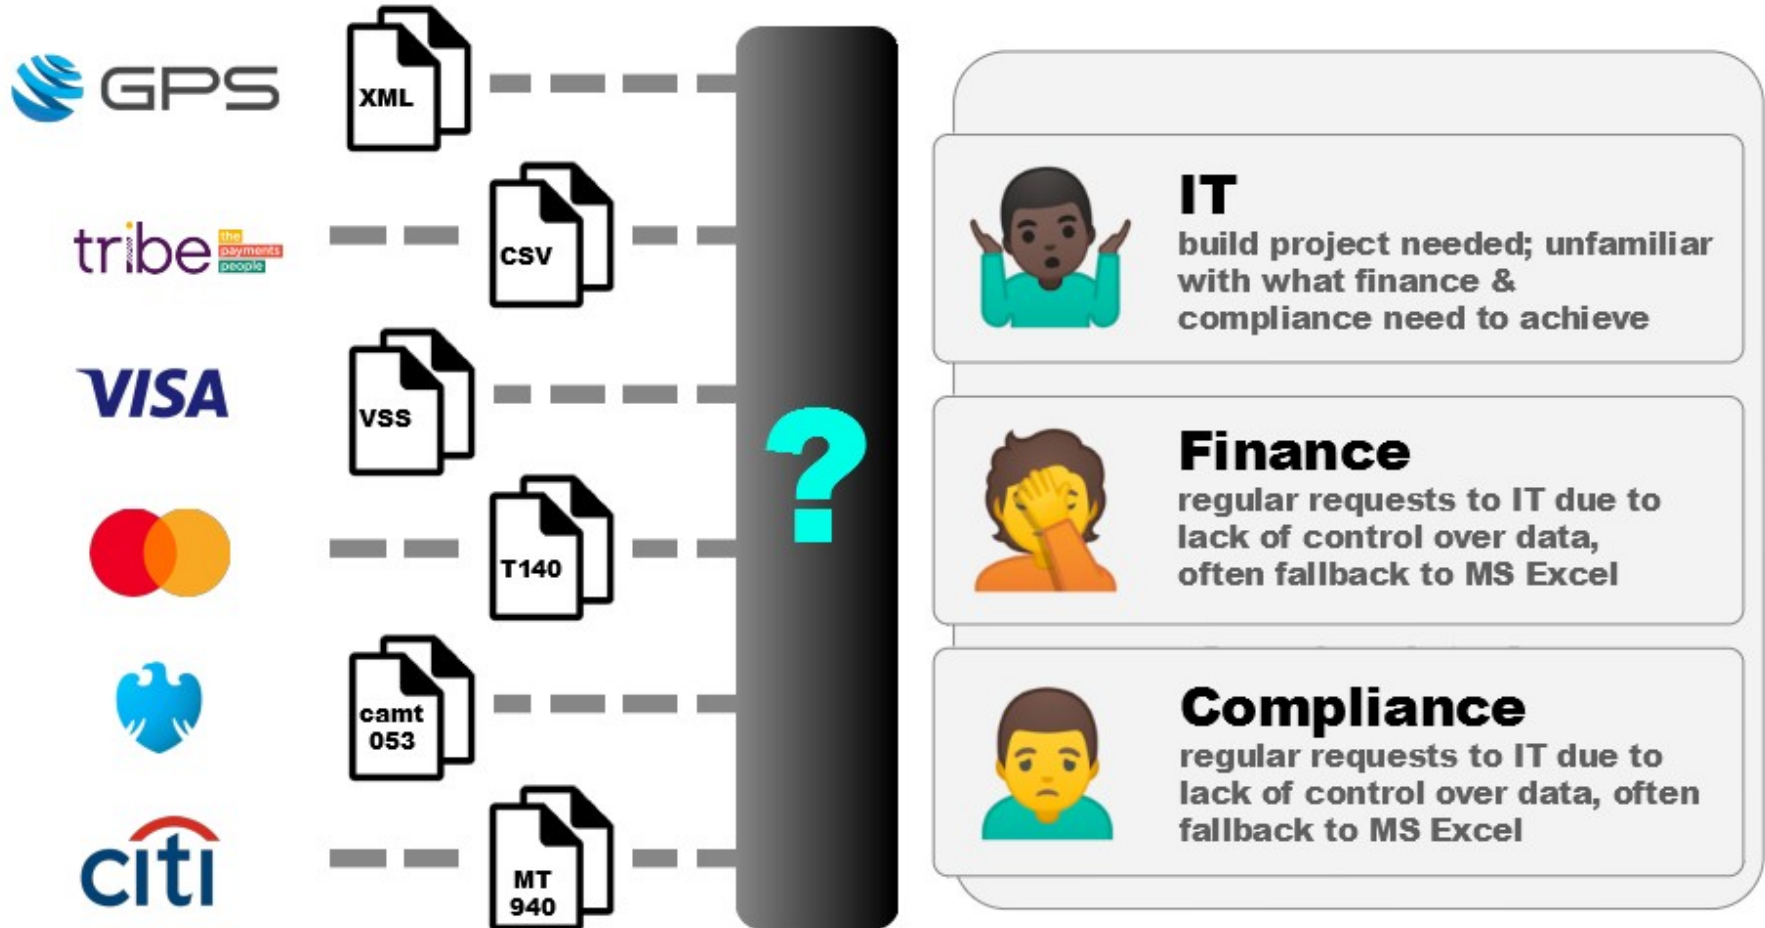 GPS
XML
tribe
the
payments
people
CSV
VISA
VSS
T140
camt
053
citi
MT
940
?
IT
build project needed; unfamiliar
with what finance &
compliance need to achieve
Finance
regular requests to IT due to
lack of control over data,
often fallback to MS Excel
Compliance
regular requests to IT due to
lack of control over data, often
fallback to MS Excel